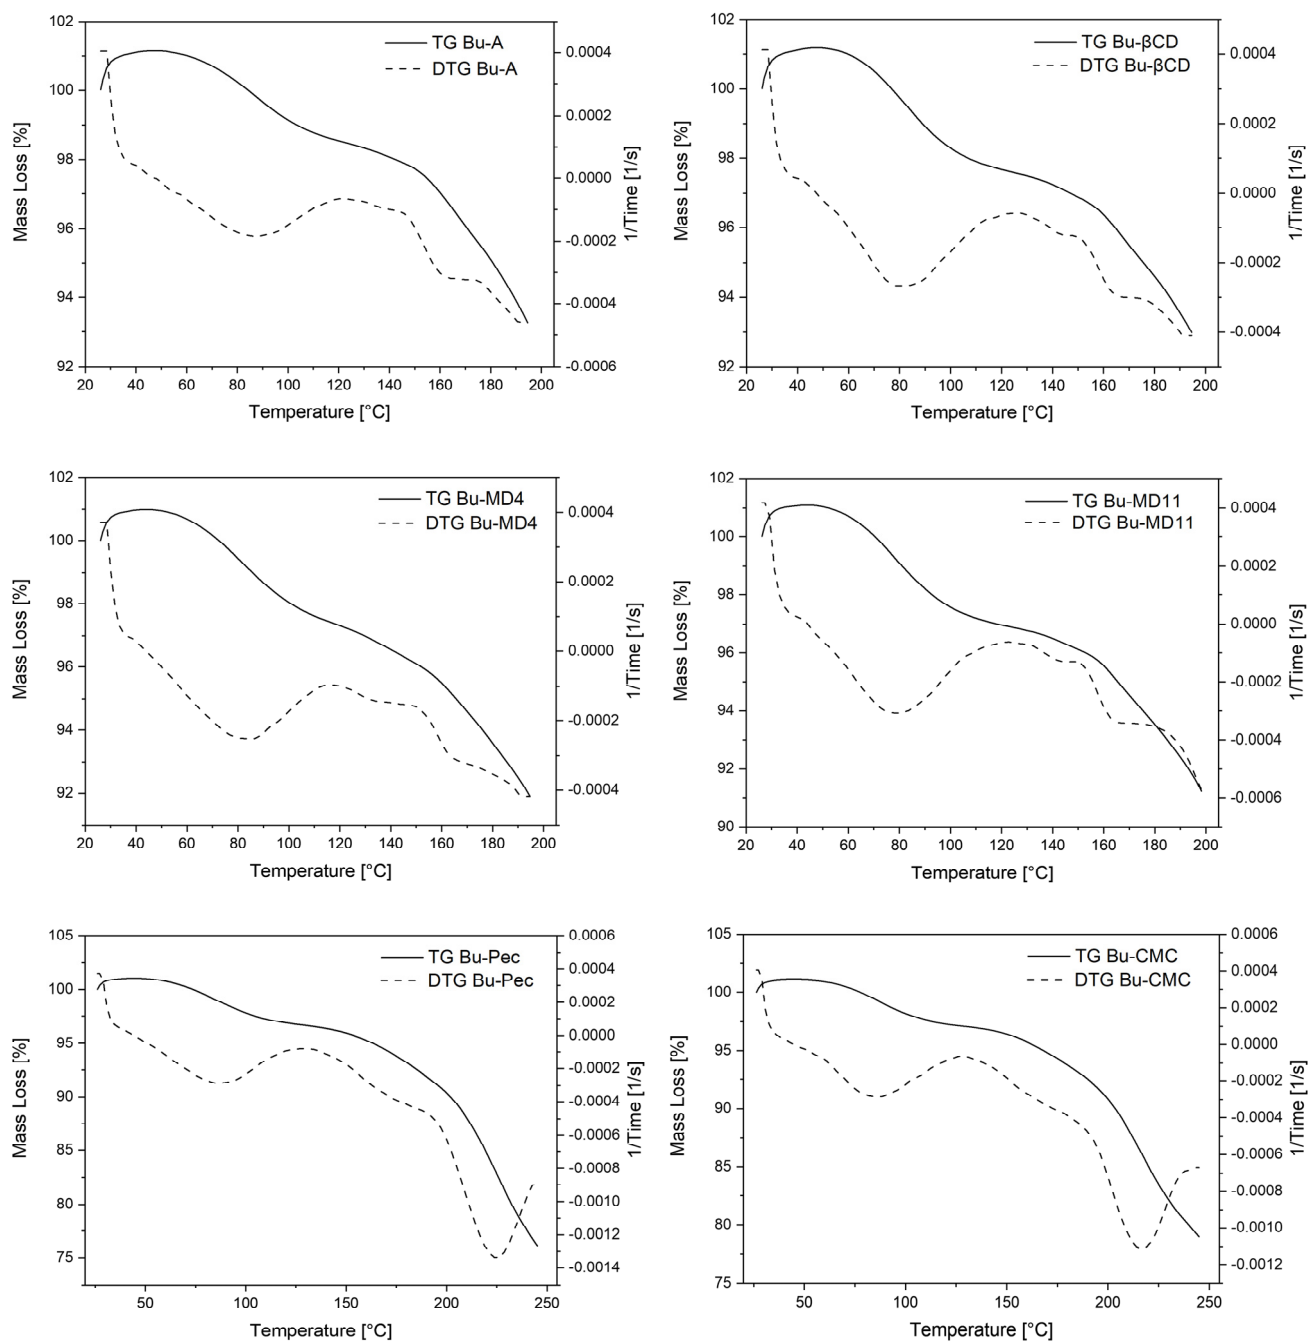 102
100
98
96
94
92
Mass Loss [%]
TG Bu-A
DTG Bu-A
0.0004
0.0002
0.0000
-0.0002
-0.0004
-0.0006
1/Time [1/s]
20 40 60 80 100 120 140 160 180 200
Temperature [°C]
102
100
98
96
94
92
Mass Loss [%]
TG Bu-βCD
DTG Bu-βCD
0.0004
0.0002
0.0000
-0.0002
-0.0004
1/Time [1/s]
20 40 60 80 100 120 140 160 180 200
Temperature [°C]
102
100
98
96
94
92
Mass Loss [%]
TG Bu-MD4
DTG Bu-MD4
0.0004
0.0002
0.0000
-0.0002
-0.0004
1/Time [1/s]
20 40 60 80 100 120 140 160 180 200
Temperature [°C]
102
100
98
96
94
92
90
Mass Loss [%]
TG Bu-MD11
DTG Bu-MD11
0.0004
0.0002
0.0000
-0.0002
-0.0004
-0.0006
1/Time [1/s]
20 40 60 80 100 120 140 160 180 200
Temperature [°C]
105
100
95
90
85
80
75
Mass Loss [%]
TG Bu-Pec
DTG Bu-Pec
0.0006
0.0004
0.0002
0.0000
-0.0002
-0.0004
-0.0006
-0.0008
-0.0010
-0.0012
-0.0014
1/Time [1/s]
50 100 150 200 250
Temperature [°C]
105
100
95
90
85
80
75
Mass Loss [%]
TG Bu-CMC
DTG Bu-CMC
0.0006
0.0004
0.0002
0.0000
-0.0002
-0.0004
-0.0006
-0.0008
-0.0010
-0.0012
1/Time [1/s]
50 100 150 200 250
Temperature [°C]